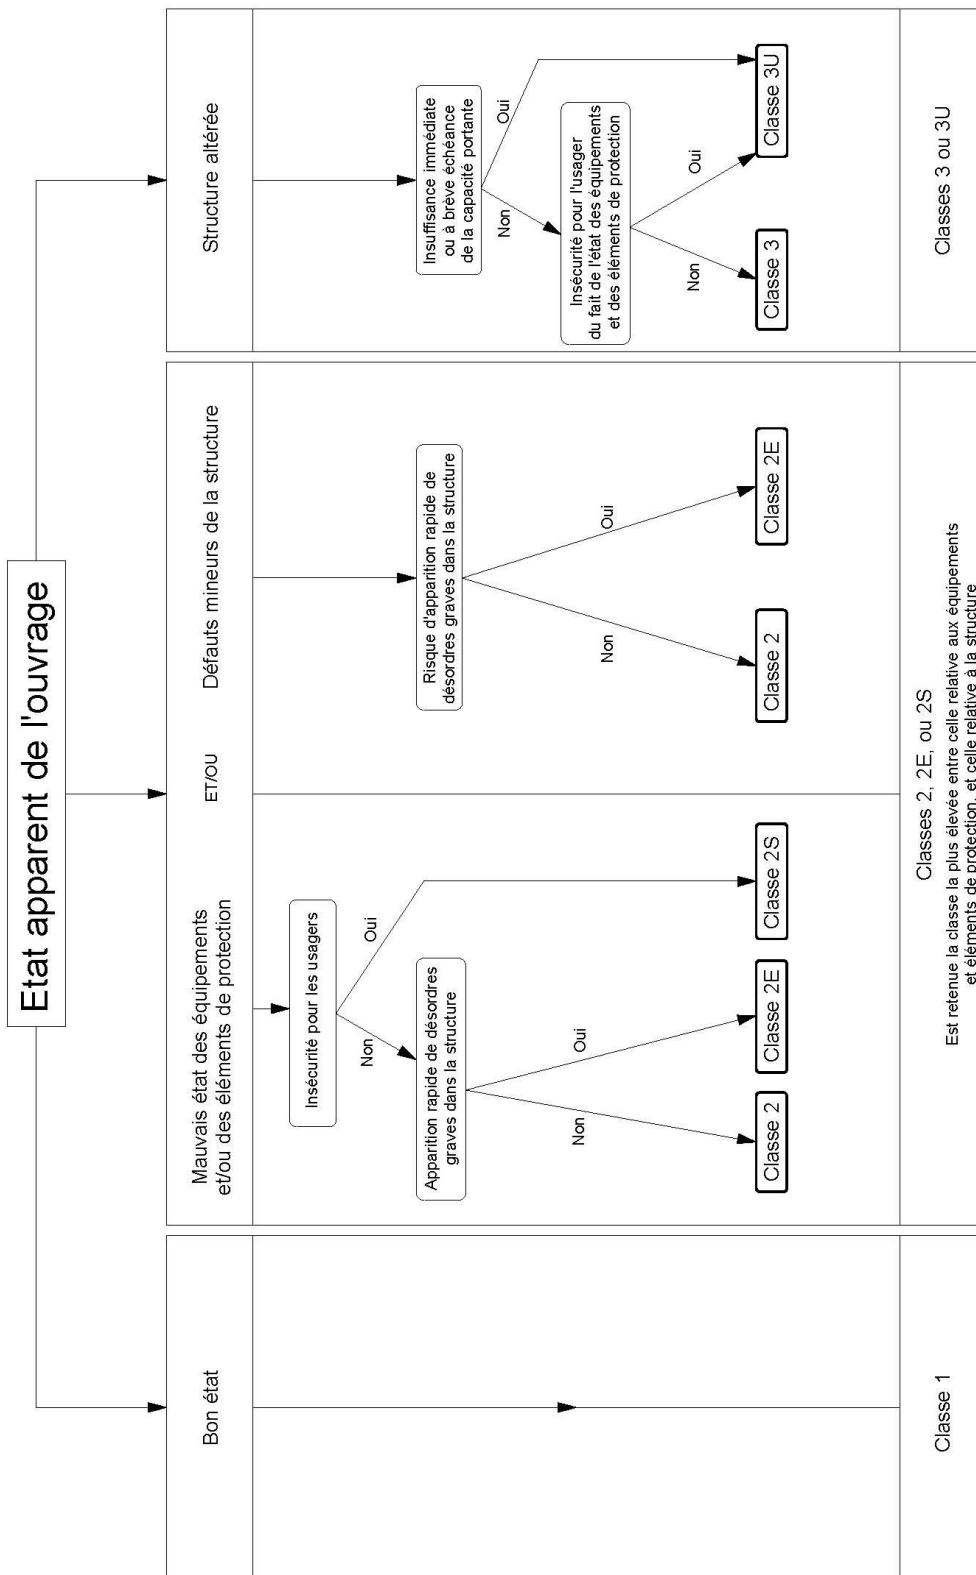 Etat apparent de l'ouvrage
Bon état
Classe 1
Mauvais état des équipements
et/ou des éléments de protection
ET/OU
Défauts mineurs de la structure
Insécurité pour les usagers
Non
Oui
Apparition rapide de désordres
graves dans la structure
Non
Oui
Classe 2
Classe 2E
Classe 2S
Risque d'apparition rapide de
désordres graves dans la structure
Non
Oui
Classe 2
Classe 2E
Classes 2, 2E, ou 2S
Est retenue la classe la plus élevée entre celle relative aux équipements
et éléments de protection, et celle relative à la structure
Structure altérée
Insuffisance immédiate
ou à brève échéance
de la capacité portante
Non
Oui
Insécurité pour l'usager
du fait de l'état des équipements
et des éléments de protection
Non
Oui
Classe 3
Classe 3U
Classes 3 ou 3U